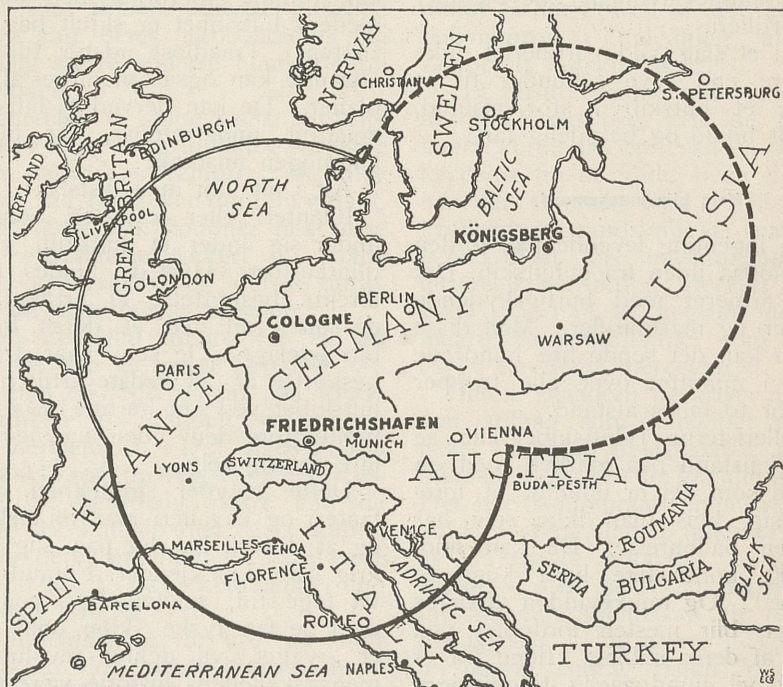 NORWAY
SWEDEN
CHRISTIANIA
ST. PETERSBURG
STOCKHOLM
IRELAND
GREAT BRITAIN
EDINBURGH
NORTH
SEA
BALTIC
SEA
RUSSIA
LIVERPOOL
KÖNIGSBERG
LONDON
BERLIN
COLOGNE
GERMANY
WARSAW
PARIS
FRANCE
FRIEDRICHSHAFEN
MUNICH
VIENNA
LYONS
SWITZERLAND
AUSTRIA
BUDA-PESTH
ROUMANIA
VENICE
MARSEILLES
GENOA
ITALY
FLORENCE
ADRIATIC SEA
SERVIA
BULGARIA
BLACK
SEA
SPAIN
BARCELONA
ROME
TURKEY
MEDITERRANEAN SEA
NAPLES